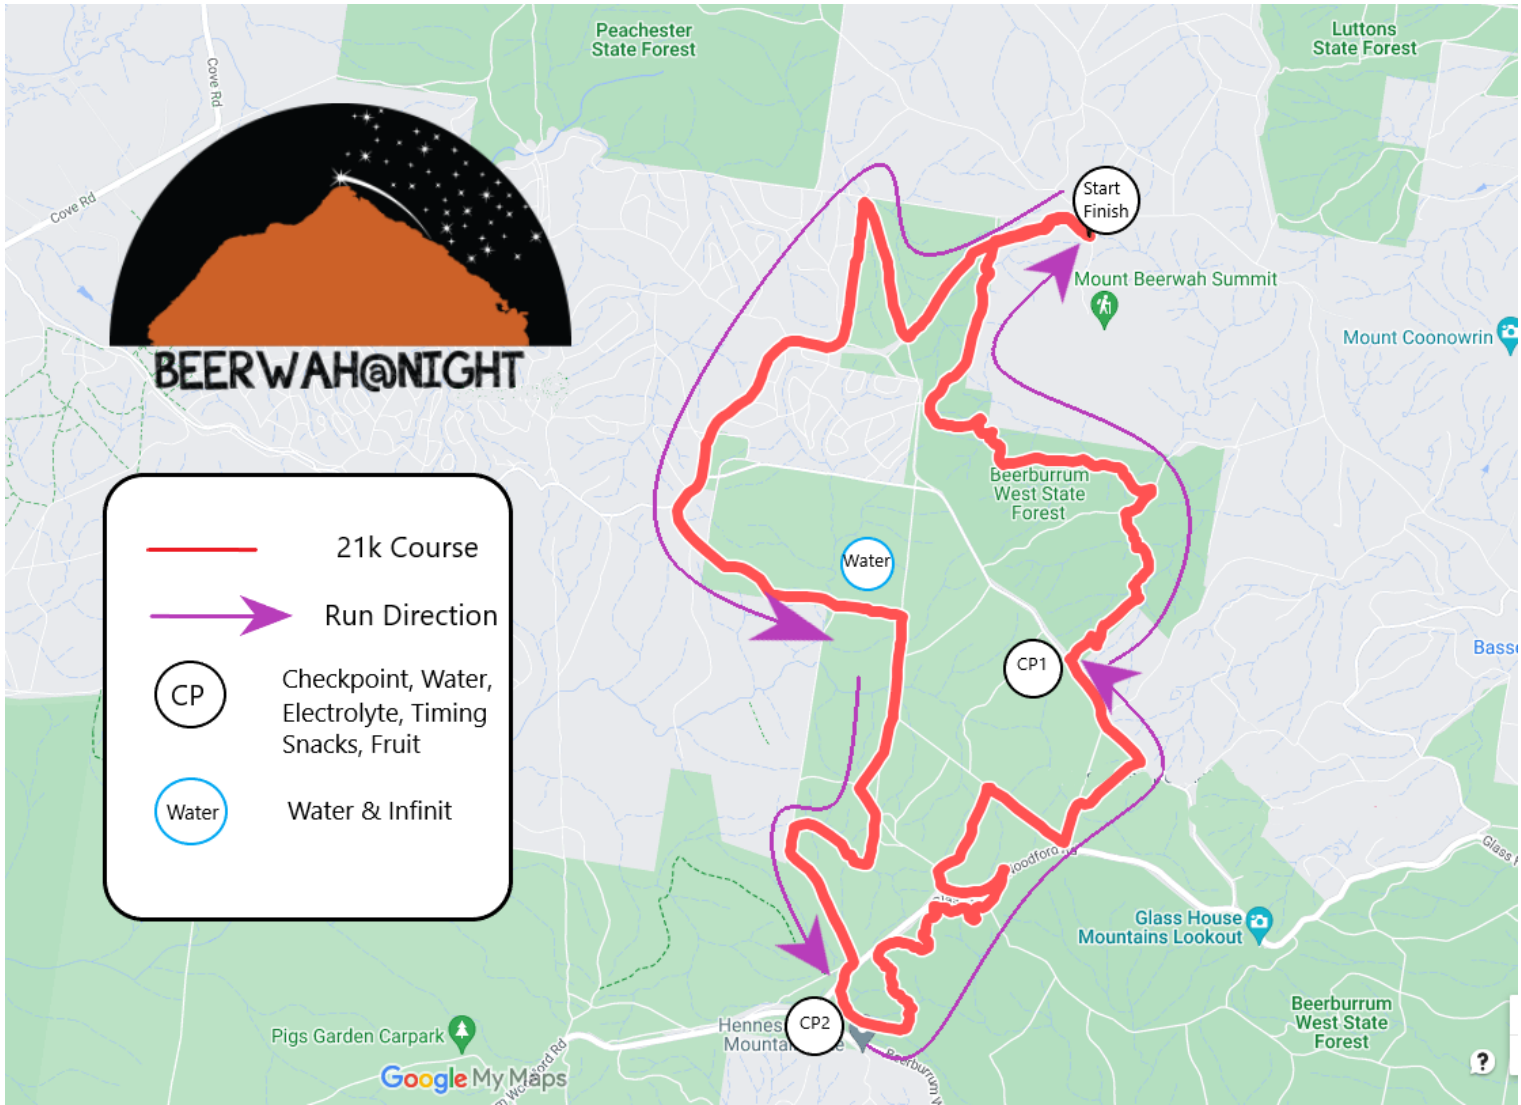 Peachester
State Forest
Luttons
State Forest
Cove Rd
Cove Rd
Start
Finish
Mount Beerwah Summit
Mount Coonowrin
BEERWAH@NIGHT
Beerburrum
West State
Forest
21k Course
Run Direction
CP
Checkpoint, Water,
Electrolyte, Timing
Snacks, Fruit
Water
Water & Infinit
Water
CP1
Glass House
Mountains Lookout
CP2
Pigs Garden Carpark
Beerburrum
West State
Forest
Beerburrum
Google My Maps
?